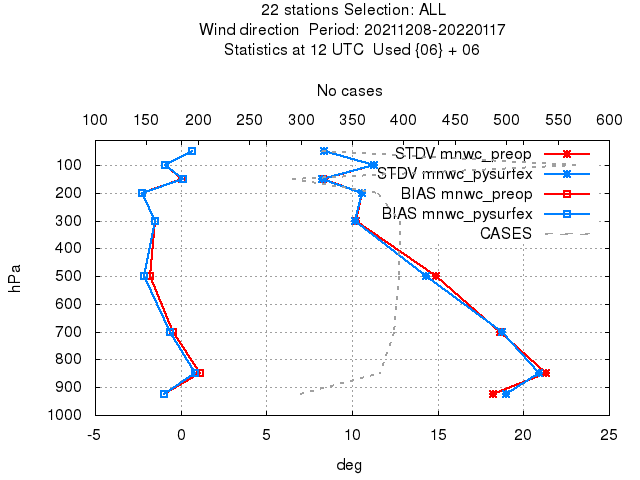 22 stations Selection: ALL
Wind direction  Period: 20211208-20220117
Statistics at 12 UTC  Used {06} + 06
No cases
100 150 200 250 300 350 400 450 500 550 600
STDV mnwc_preop
STDV mnwc_pysurfex
BIAS mnwc_preop
BIAS mnwc_pysurfex
CASES
hPa
100
200
300
400
500
600
700
800
900
1000
-5 0 5 10 15 20 25
deg